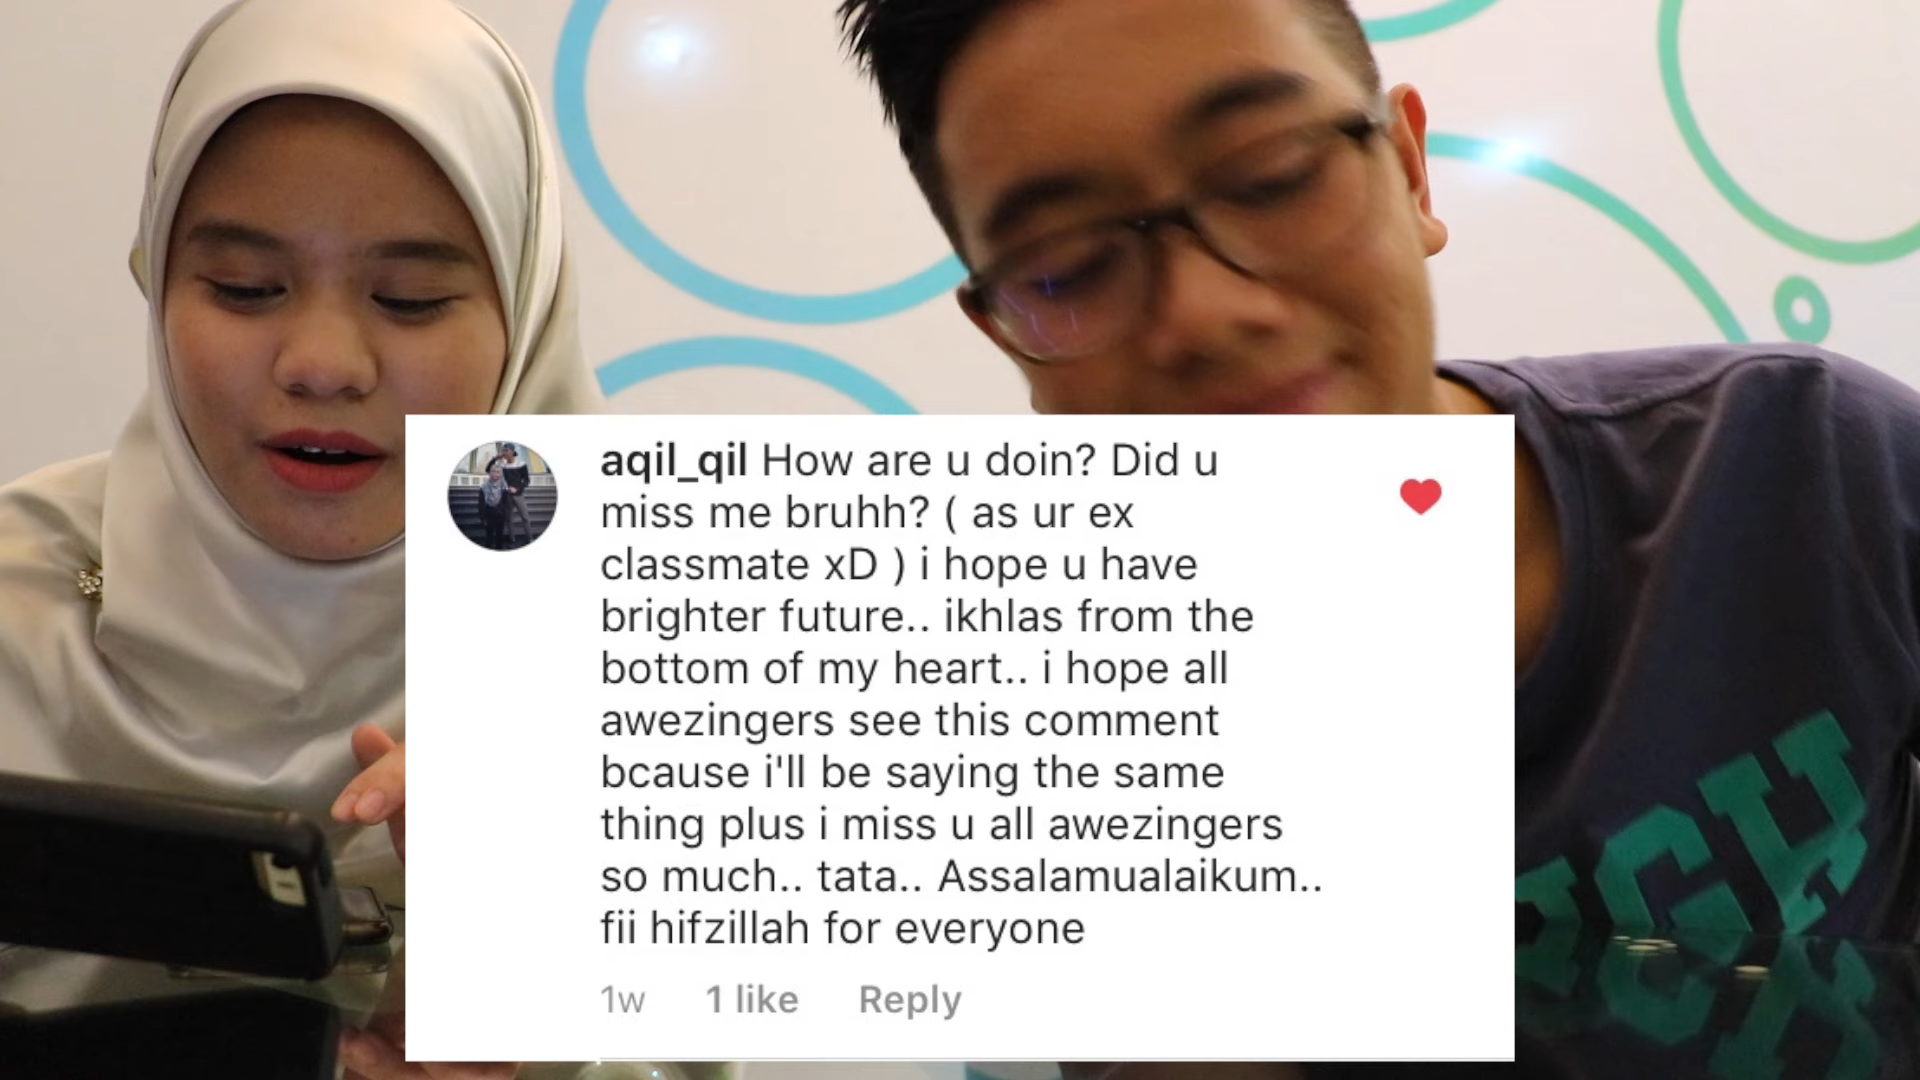 aqil_qil How are u doin? Did u
miss me bruhh? ( as ur ex
classmate xD ) i hope u have
brighter future.. ikhlas from the
bottom of my heart.. i hope all
awezingers see this comment
bcause i'll be saying the same
thing plus i miss u all awezingers
so much.. tata.. Assalamualaikum..
fii hifzillah for everyone
1w 1 like Reply